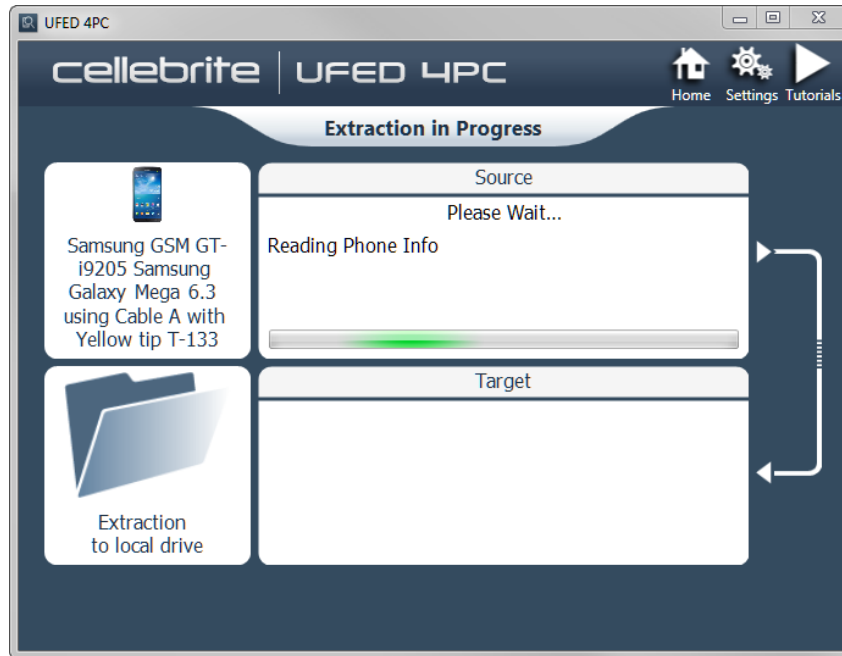 UFED 4PC
cellebrite UFED 4PC
Home Settings Tutorials
Extraction in Progress
Source
Please Wait...
Reading Phone Info
Samsung GSM GT-
i9205 Samsung
Galaxy Mega 6.3
using Cable A with
Yellow tip T-133
Target
Extraction
to local drive